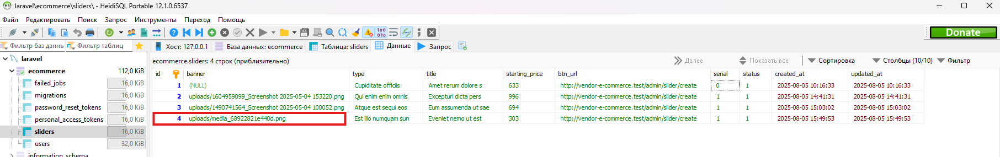 laravel\ecommerce\sliders\ - HeidiSQL Portable 12.1.0.6537
Файл Редактировать Поиск Запрос Инструменты Переход Помощь
Donate
Фильтр баз данны Фильтр таблиц Хост: 127.0.0.1 База данных: ecommerce Таблица: sliders Данные Запрос
laravel
ecommerce 112,0 KiB
failed_jobs 16,0 KiB
migrations 16,0 KiB
password_reset_tokens 16,0 KiB
personal_access_tokens 16,0 KiB
sliders 16,0 KiB
users 32,0 KiB
information_schema
ecommerce.sliders: 4 строк (приблизительно) Далее Показать все Сортировка Столбцы (10/10) Фильтр
id banner type title starting_price btn_url serial status created_at updated_at
1 (NULL) Cupiditate officiis Amet rerum dolore s 633 http://vendor-e-commerce.test/admin/slider/create 0 1 2025-08-05 10:16:33 2025-08-05 10:16:33
2 uploads/1604959099_Screenshot 2025-05-04 153220.png Qui enim enim omnis Excepturi dicta pers 996 http://vendor-e-commerce.test/admin/slider/create 1 1 2025-08-05 14:41:31 2025-08-05 14:41:31
3 uploads/1490741564_Screenshot 2025-05-04 100052.png Atque est sequi eos Eum assumenda ut sae 694 http://vendor-e-commerce.test/admin/slider/create 1 1 2025-08-05 15:03:02 2025-08-05 15:03:02
4 uploads/media_68922821e440d.png Est illo numquam sun Eveniet nemo ut est 303 http://vendor-e-commerce.test/admin/slider/create 1 1 2025-08-05 15:49:53 2025-08-05 15:49:53